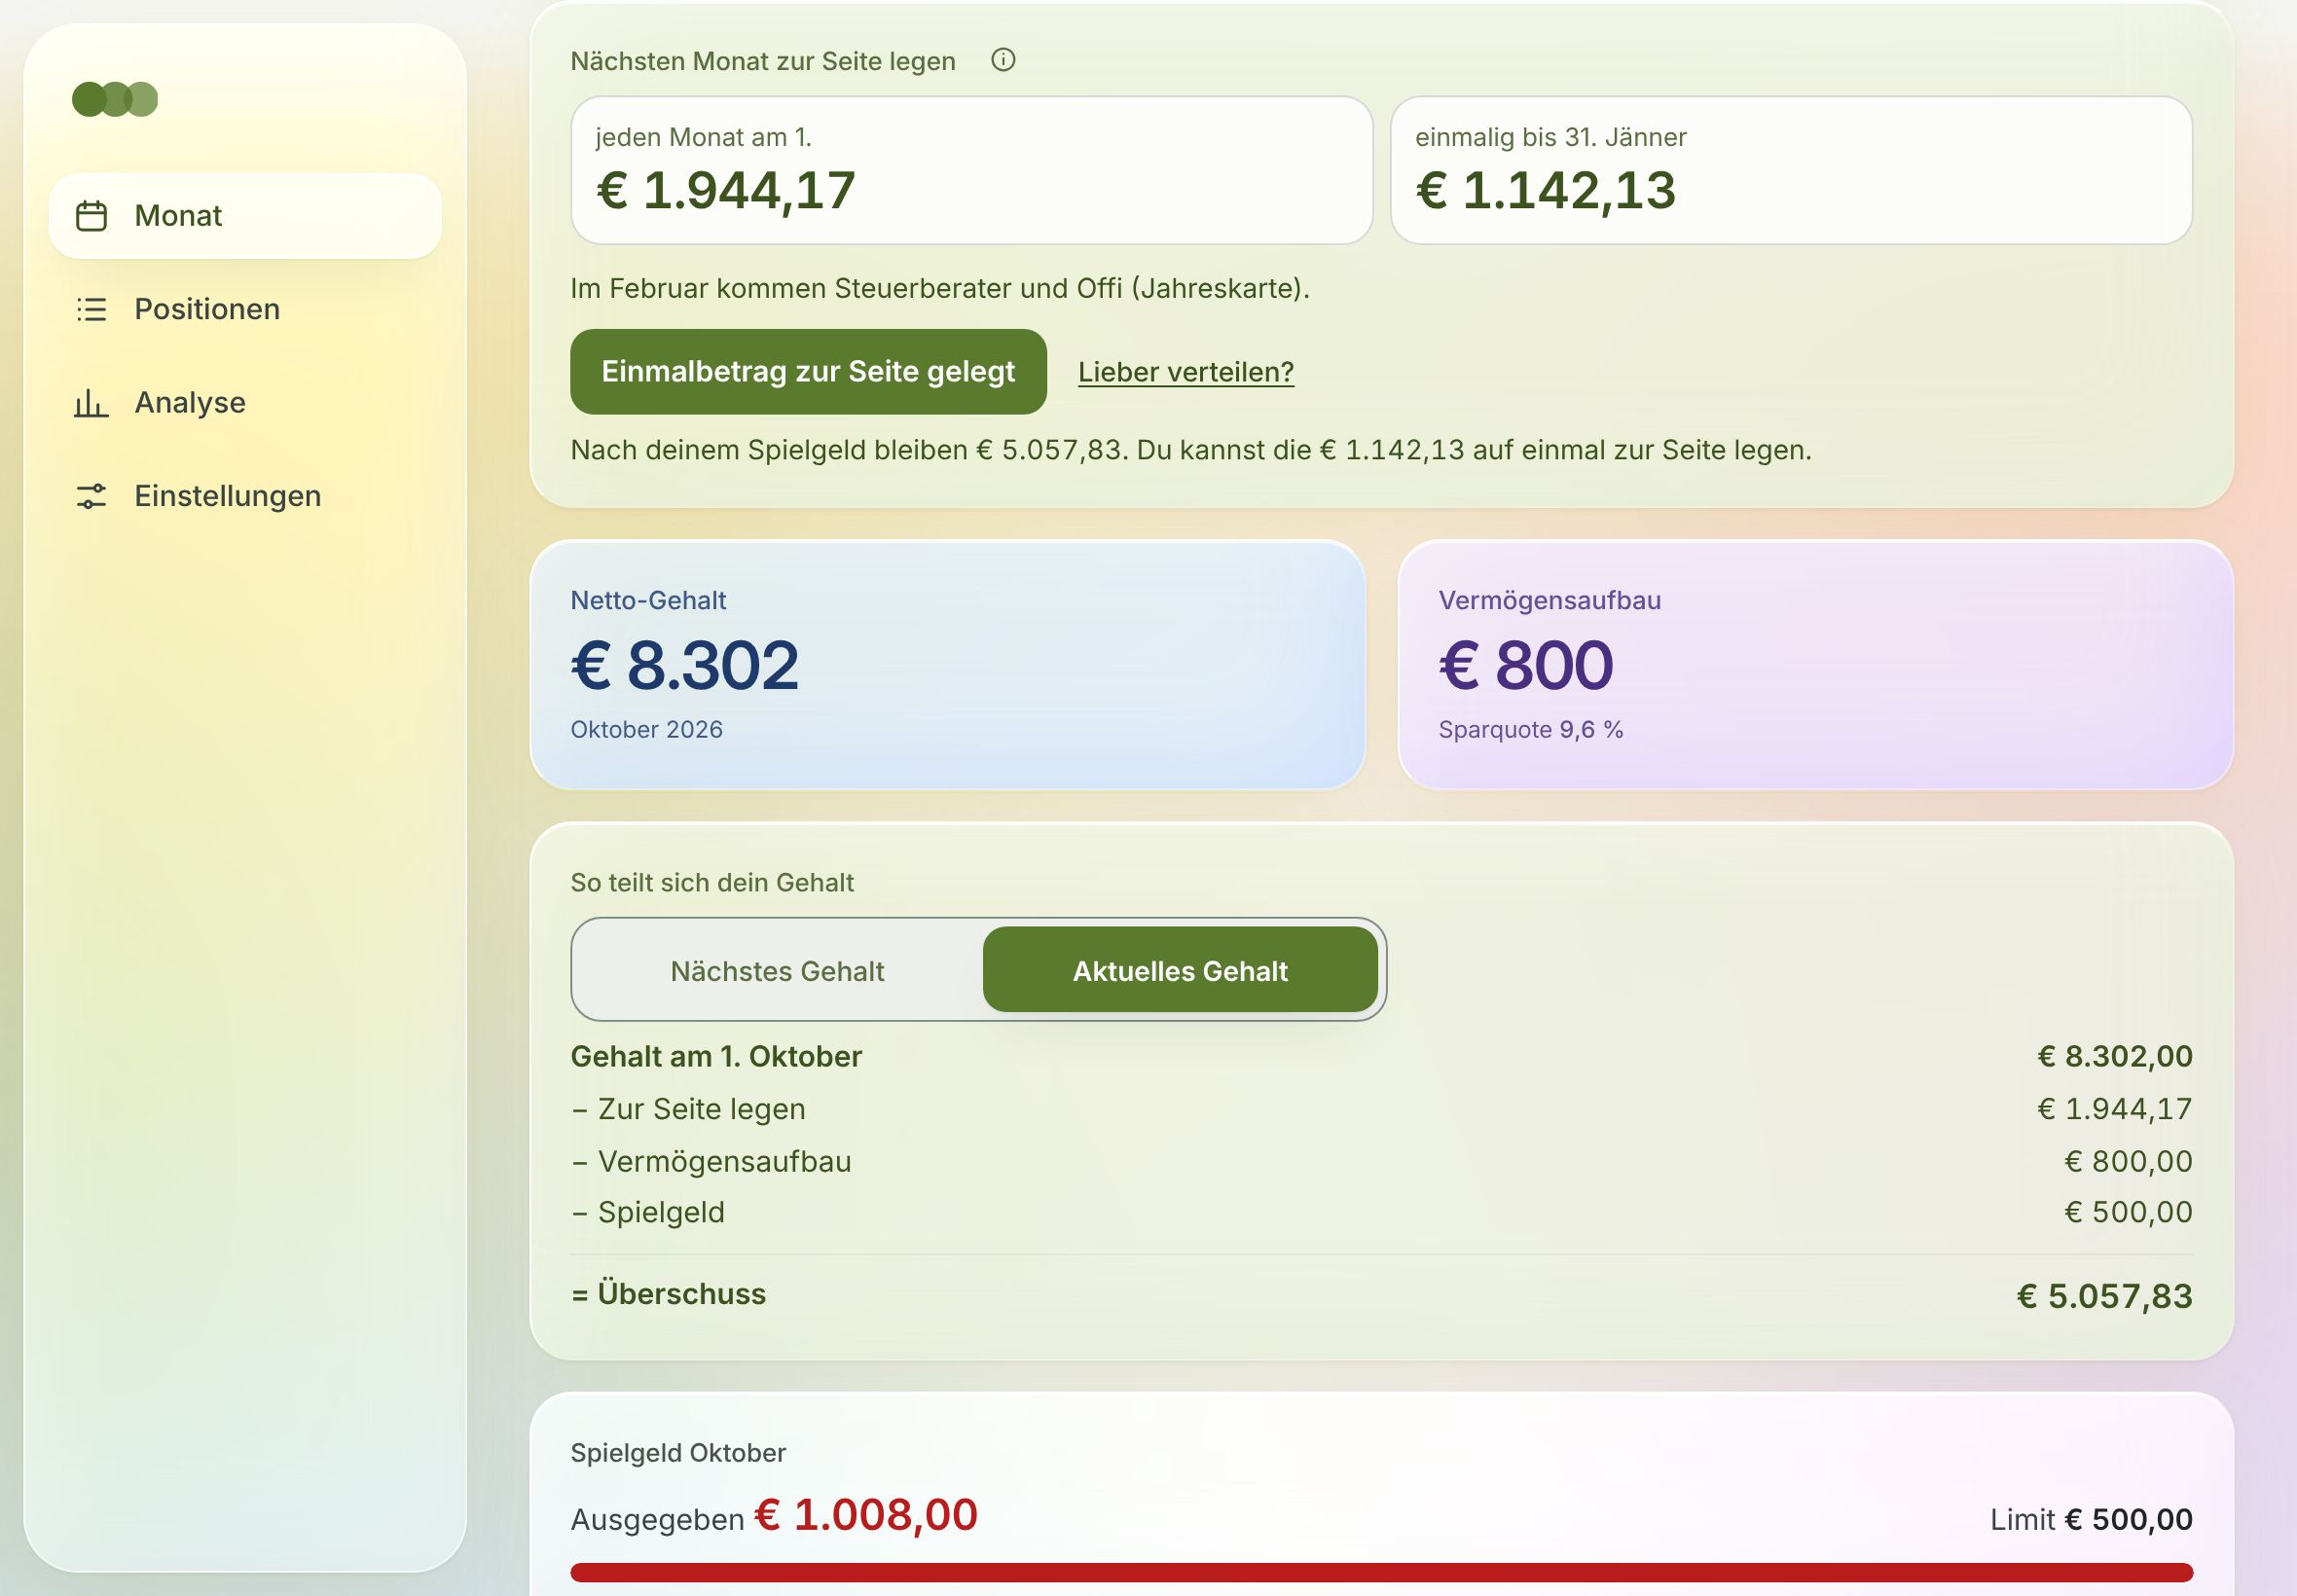 Monat
Positionen
Analyse
Einstellungen
Nächsten Monat zur Seite legen
jeden Monat am 1.
€ 1.944,17
einmalig bis 31. Jänner
€ 1.142,13
Im Februar kommen Steuerberater und Offi (Jahreskarte).
Einmalbetrag zur Seite gelegt
Lieber verteilen?
Nach deinem Spielgeld bleiben € 5.057,83. Du kannst die € 1.142,13 auf einmal zur Seite legen.
Netto-Gehalt
€ 8.302
Oktober 2026
Vermögensaufbau
€ 800
Sparquote 9,6 %
So teilt sich dein Gehalt
Nächstes Gehalt
Aktuelles Gehalt
Gehalt am 1. Oktober € 8.302,00
− Zur Seite legen € 1.944,17
− Vermögensaufbau € 800,00
− Spielgeld € 500,00
= Überschuss € 5.057,83
Spielgeld Oktober
Ausgegeben € 1.008,00
Limit € 500,00